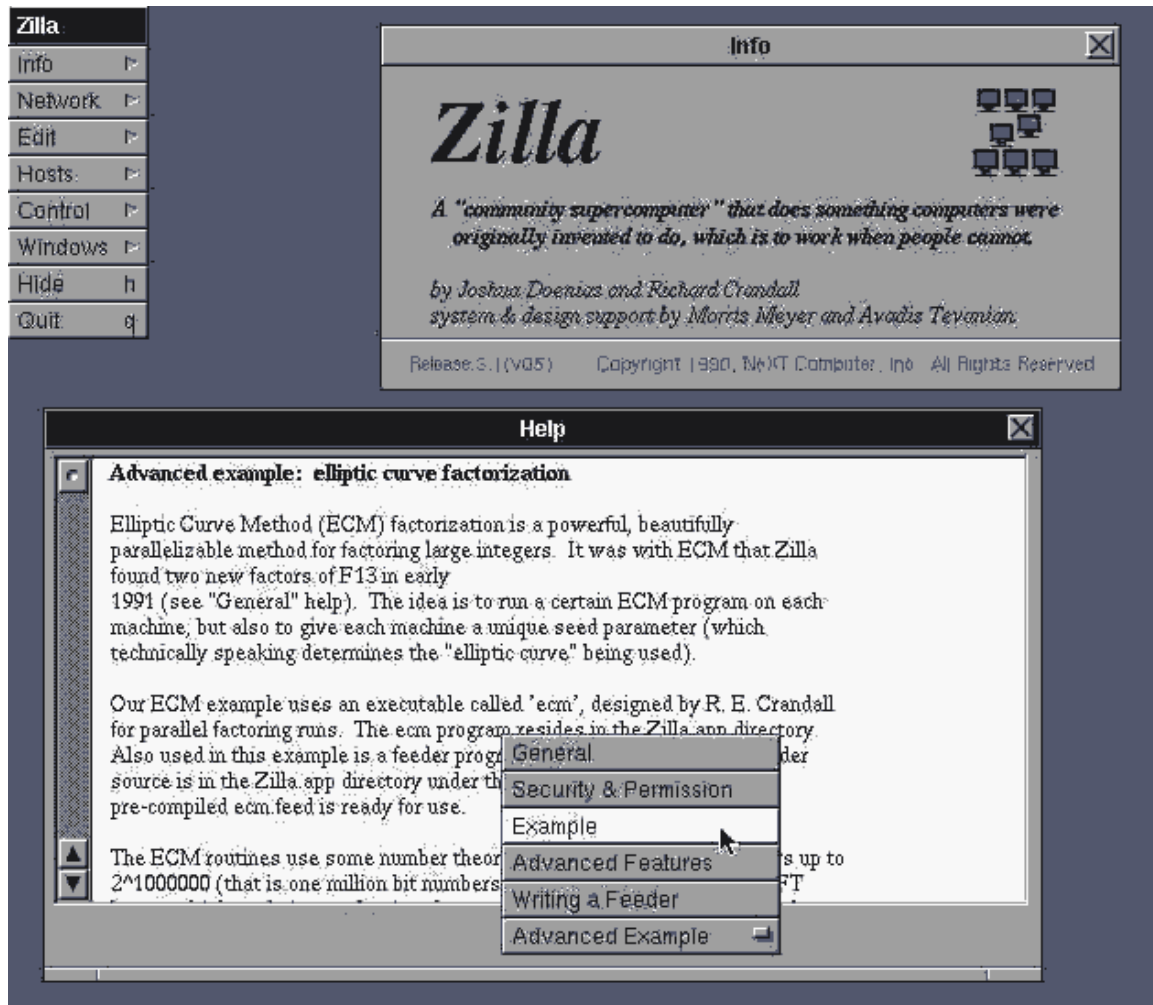 Zilla
Info
Network
Edit
Hosts
Control
Windows
Hide h
Quit q
Info
Zilla
A "community supercomputer" that does something computers were
originally invented to do, which is to work when people cannot.
by Joshua Doenias and Richard Crandall
system & design support by Morris Meyer and Avadis Tevanian
Release 3.1 (v05) Copyright 1990, NeXT Computer, Inc All Rights Reserved
Help
Advanced example: elliptic curve factorization
Elliptic Curve Method (ECM) factorization is a powerful, beautifully
parallelizable method for factoring large integers. It was with ECM that Zilla
found two new factors of F13 in early
1991 (see "General" help). The idea is to run a certain ECM program on each
machine, but also to give each machine a unique seed parameter (which
technically speaking determines the "elliptic curve" being used).
Our ECM example uses an executable called 'ecm', designed by R. E. Crandall
for parallel factoring runs. The ecm program resides in the Zilla app directory.
Also used in this example is a feeder progr
source is in the Zilla app directory under th
pre-compiled ecm.feed is ready for use.
The ECM routines use some number theor s up to
2^1000000 (that is one million bit numbers FT
General
Security & Permission
Example
Advanced Features
Writing a Feeder
Advanced Example